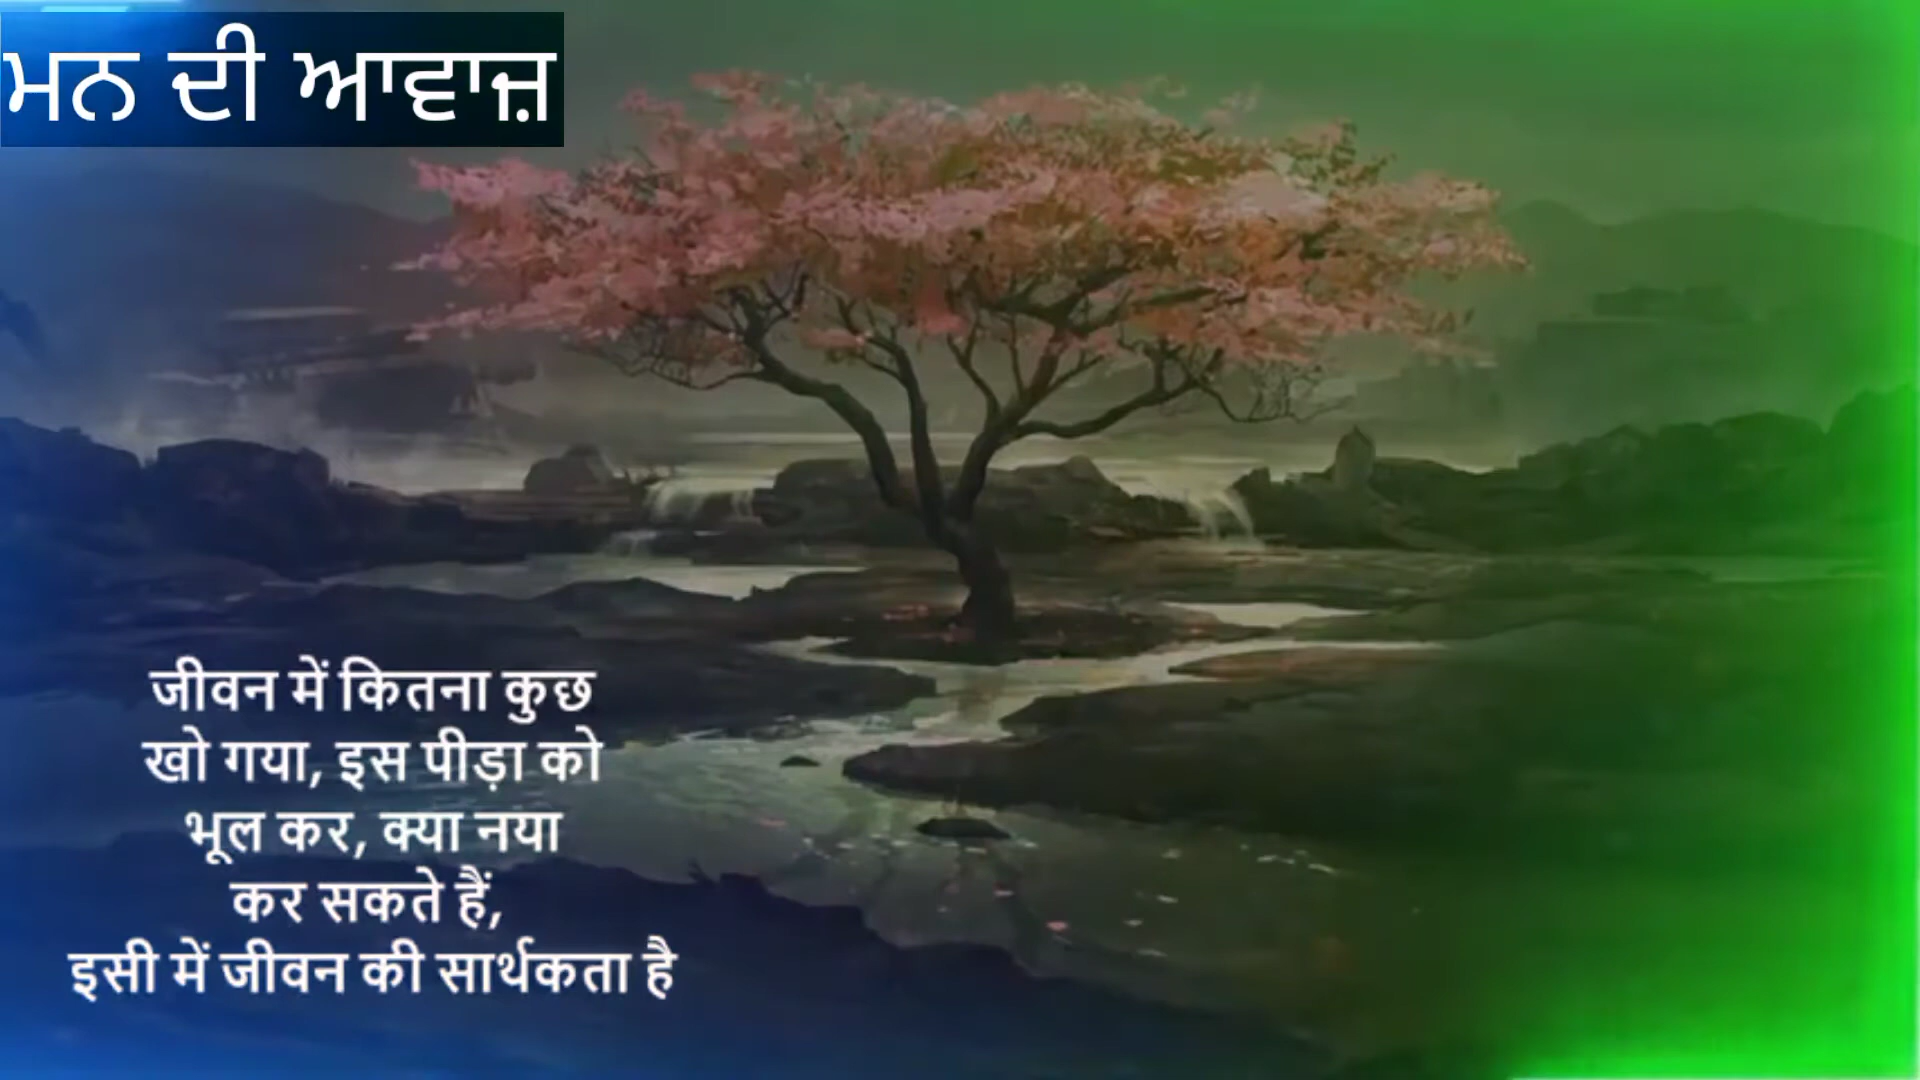 ਮਨ ਦੀ ਆਵਾਜ਼
जीवन में कितना कुछ
खो गया, इस पीड़ा को
भूल कर, क्या नया
कर सकते हैं,
इसी में जीवन की सार्थकता है